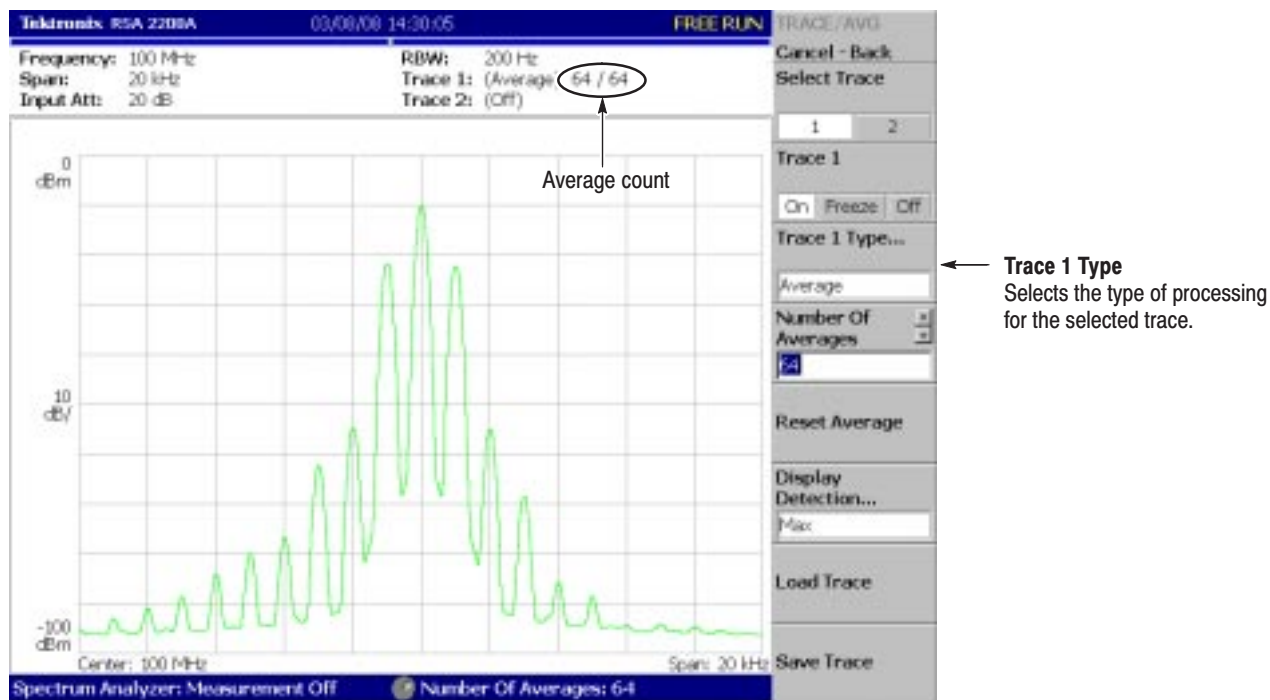 Tektronix RSA 2200A 03/08/08 14:30:05 FREE RUN
Frequency: 100 MHz
Span: 20 kHz
Input Att: 20 dB
RBW: 200 Hz
Trace 1: (Average) 64 / 64
Trace 2: (Off)
Average count
0
dBm
10
dB/
-100
dBm
Center: 100 MHz Span: 20 kHz
Spectrum Analyzer: Measurement Off Number Of Averages: 64
TRACE/AVG
Cancel - Back
Select Trace
1 2
Trace 1
On Freeze Off
Trace 1 Type...
Average
Number Of
Averages
64
Reset Average
Display
Detection...
Max
Load Trace
Save Trace
Trace 1 Type
Selects the type of processing
for the selected trace.